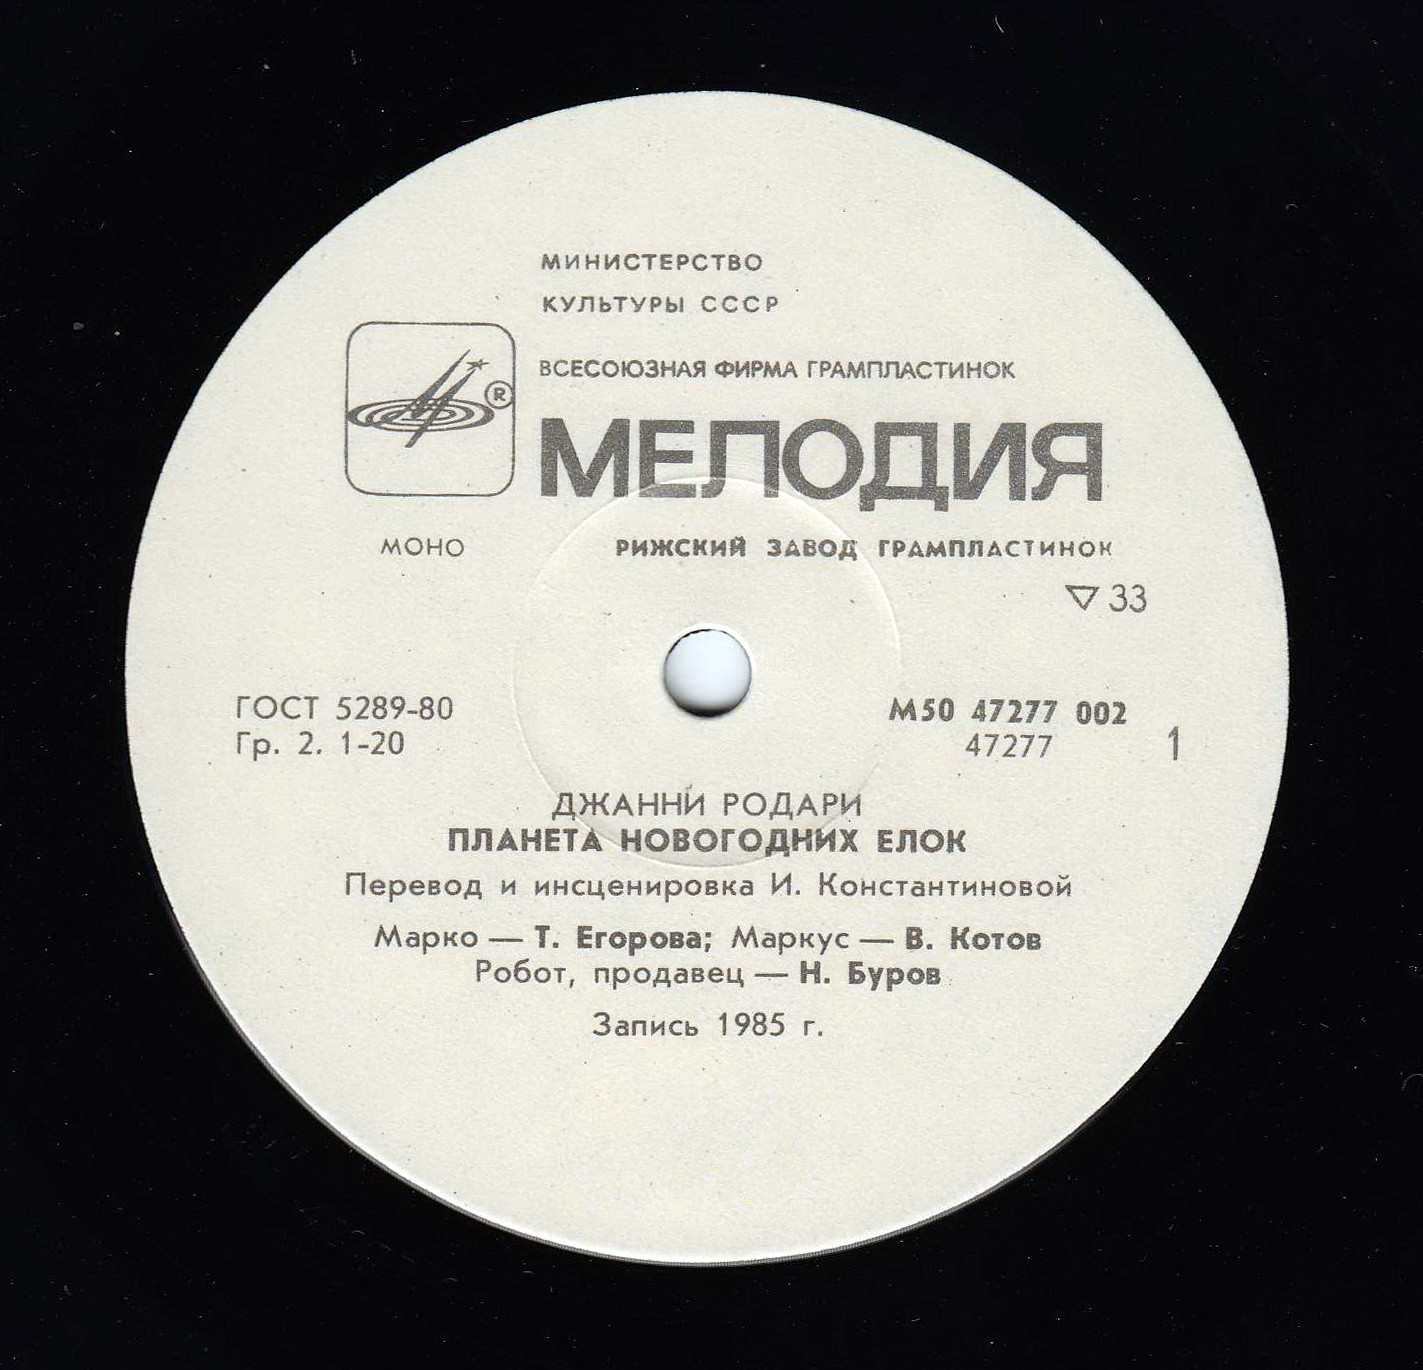 МИНИСТЕРСТВО
КУЛЬТУРЫ СССР
ВСЕСОЮЗНАЯ ФИРМА ГРАМПЛАСТИНОК
®
МЕЛОДИЯ
МОНО
РИЖСКИЙ ЗАВОД ГРАМПЛАСТИНОК
▽ 33
ГОСТ 5289-80
Гр. 2. 1-20
М50 47277 002
47277
1
ДЖАННИ РОДАРИ
ПЛАНЕТА НОВОГОДНИХ ЕЛОК
Перевод и инсценировка И. Константиновой
Марко — Т. Егорова; Маркус — В. Котов
Робот, продавец — Н. Буров
Запись 1985 г.